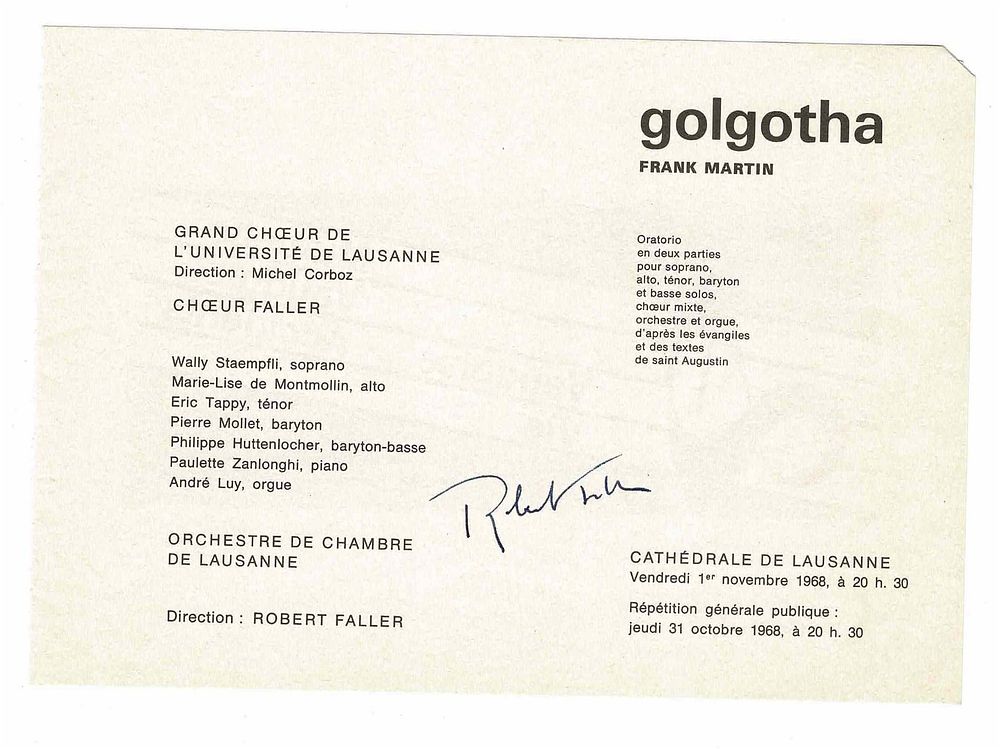 golgotha
FRANK MARTIN
GRAND CHŒUR DE
L'UNIVERSITÉ DE LAUSANNE
Direction : Michel Corboz
CHŒUR FALLER
Wally Staempfli, soprano
Marie-Lise de Montmollin, alto
Eric Tappy, ténor
Pierre Mollet, baryton
Philippe Huttenlocher, baryton-basse
Paulette Zanlonghi, piano
André Luy, orgue
ORCHESTRE DE CHAMBRE
DE LAUSANNE
Direction : ROBERT FALLER
Oratorio
en deux parties
pour soprano,
alto, ténor, baryton
et basse solos,
chœur mixte,
orchestre et orgue,
d'après les évangiles
et des textes
de saint Augustin
Robert Faller
CATHÉDRALE DE LAUSANNE
Vendredi 1er novembre 1968, à 20 h. 30
Répétition générale publique :
jeudi 31 octobre 1968, à 20 h. 30